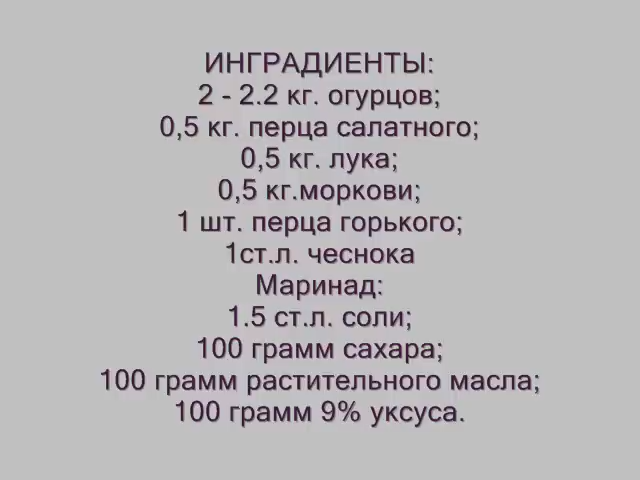 ИНГРАДИЕНТЫ:
2 - 2.2 кг. огурцов;
0,5 кг. перца салатного;
0,5 кг. лука;
0,5 кг.моркови;
1 шт. перца горького;
1ст.л. чеснока
Маринад:
1.5 ст.л. соли;
100 грамм сахара;
100 грамм растительного масла;
100 грамм 9% уксуса.